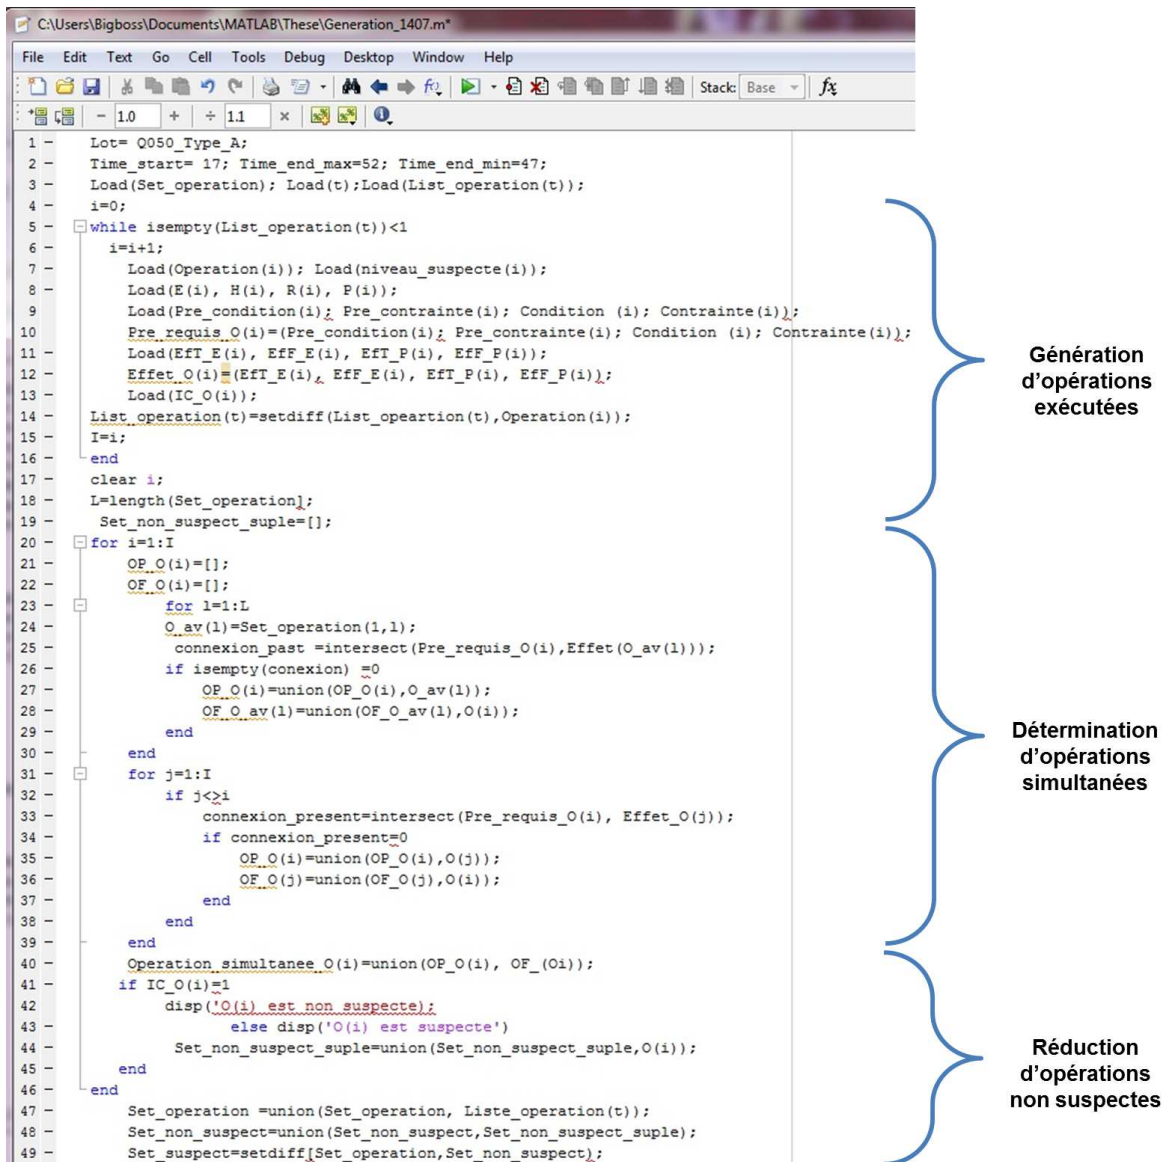 C:\Users\Bigboss\Documents\MATLAB\These\Generation_1407.m*
File Edit Text Go Cell Tools Debug Desktop Window Help
Stack: Base fx
- 1.0 + ÷ 1.1 ×
1 - Lot= Q050_Type_A;
2 - Time_start= 17; Time_end_max=52; Time_end_min=47;
3 - Load(Set_operation); Load(t);Load(List_operation(t));
4 - i=0;
5 - while isempty(List_operation(t))<1
6 - i=i+1;
7 - Load(Operation(i)); Load(niveau_suspecte(i));
8 - Load(E(i), H(i), R(i), P(i));
9 Load(Pre_condition(i); Pre_contrainte(i); Condition (i); Contrainte(i));
10 Pre_requis_O(i)=(Pre_condition(i); Pre_contrainte(i); Condition (i); Contrainte(i));
11 - Load(EfT_E(i), EfF_E(i), EfT_P(i), EfF_P(i));
12 - Effet_O(i)=(EfT_E(i), EfF_E(i), EfT_P(i), EfF_P(i));
13 - Load(IC_O(i));
14 - List_operation(t)=setdiff(List_opeartion(t),Operation(i));
15 - I=i;
16 - end
17 - clear i;
18 - L=length(Set_operation];
19 - Set_non_suspect_suple=[];
Génération
d'opérations
exécutées
20 - for i=1:I
21 - OP_O(i)=[];
22 - OF_O(i)=[];
23 - for l=1:L
24 - O_av(l)=Set_operation(1,l);
25 - connexion_past =intersect(Pre_requis_O(i),Effet(O_av(l)));
26 - if isempty(conexion) =0
27 - OP_O(i)=union(OP_O(i),O_av(l));
28 - OF_O_av(l)=union(OF_O_av(l),O(i));
29 - end
30 - end
31 - for j=1:I
32 - if j<>i
33 - connexion_present=intersect(Pre_requis_O(i), Effet_O(j));
34 - if connexion_present=0
35 - OP_O(i)=union(OP_O(i),O(j));
36 - OF_O(j)=union(OF_O(j),O(i));
37 - end
38 - end
39 - end
Détermination
d'opérations
simultanées
40 - Operation_simultanee_O(i)=union(OP_O(i), OF_(Oi));
41 - if IC_O(i)=1
42 disp('O(i) est non suspecte);
43 - else disp('O(i) est suspecte')
44 - Set_non_suspect_suple=union(Set_non_suspect_suple,O(i));
45 - end
46 - end
47 - Set_operation =union(Set_operation, Liste_operation(t));
48 - Set_non_suspect=union(Set_non_suspect,Set_non_suspect_suple);
49 - Set_suspect=setdiff[Set_operation,Set_non_suspect);
Réduction
d'opérations
non suspectes